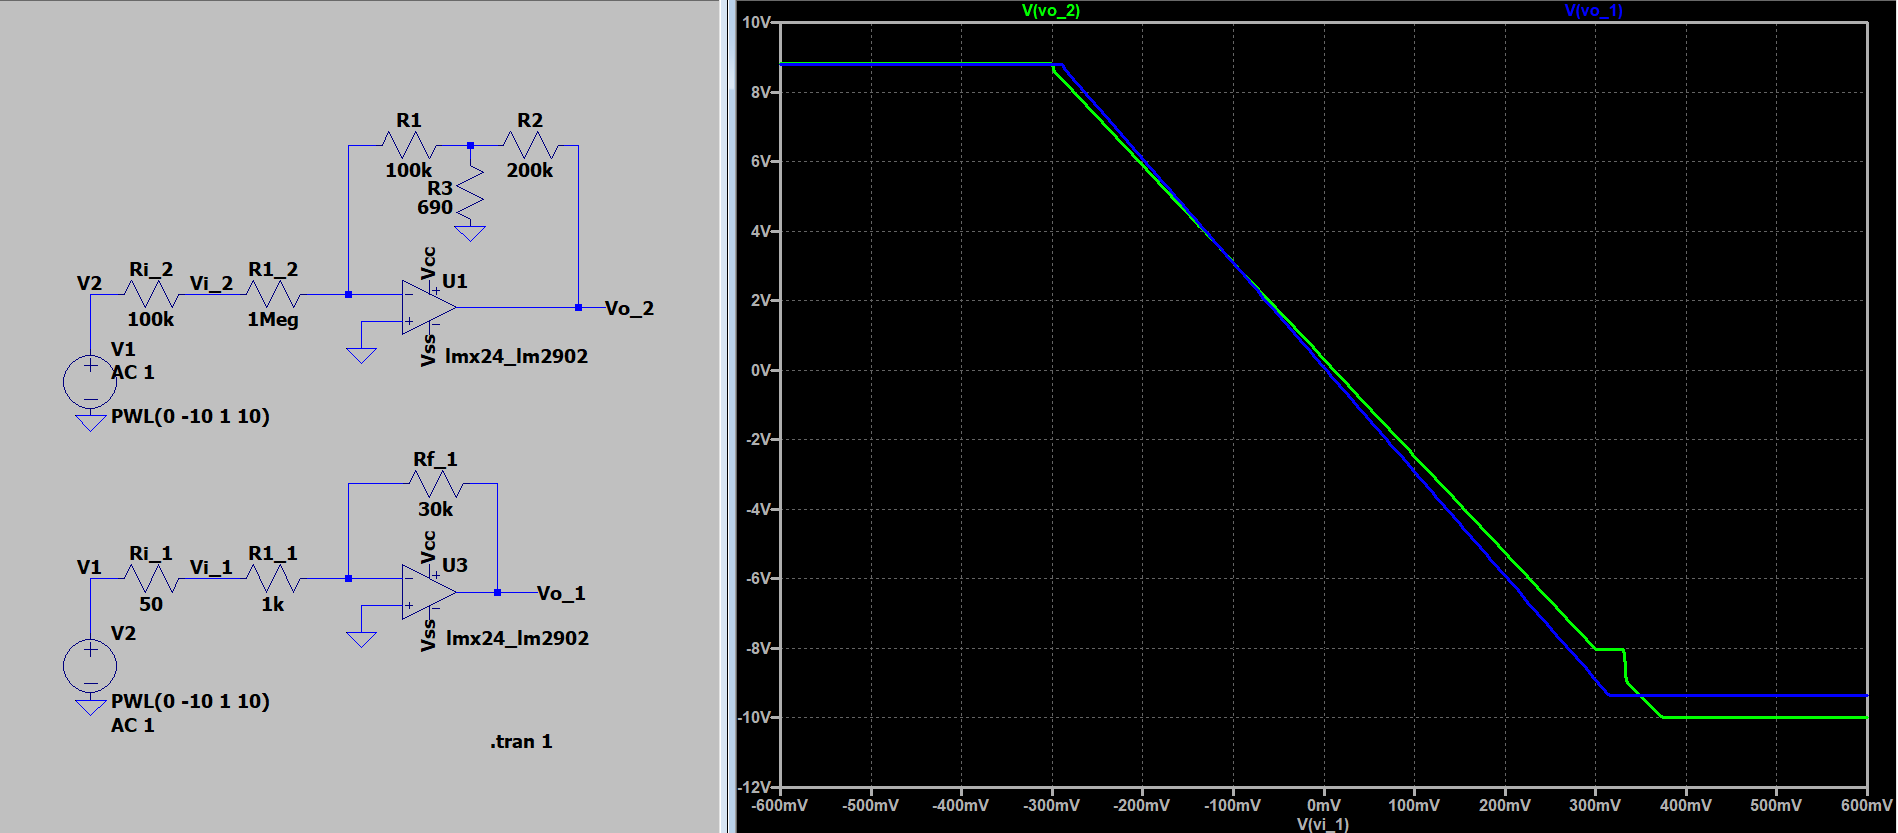 R1
R2
100k
200k
R3
690
Vcc
U1
Ri_2
R1_2
V2
Vi_2
100k
1Meg
Vo_2
Vss
lmx24_lm2902
V1
AC 1
PWL(0 -10 1 10)
Rf_1
30k
Vcc
U3
Ri_1
R1_1
V1
Vi_1
50
1k
Vo_1
Vss
lmx24_lm2902
V2
PWL(0 -10 1 10)
AC 1
.tran 1
V(vo_2)
V(vo_1)
10V
8V
6V
4V
2V
0V
-2V
-4V
-6V
-8V
-10V
-12V
-600mV
-500mV
-400mV
-300mV
-200mV
-100mV
0mV
100mV
200mV
300mV
400mV
500mV
600mV
V(vi_1)